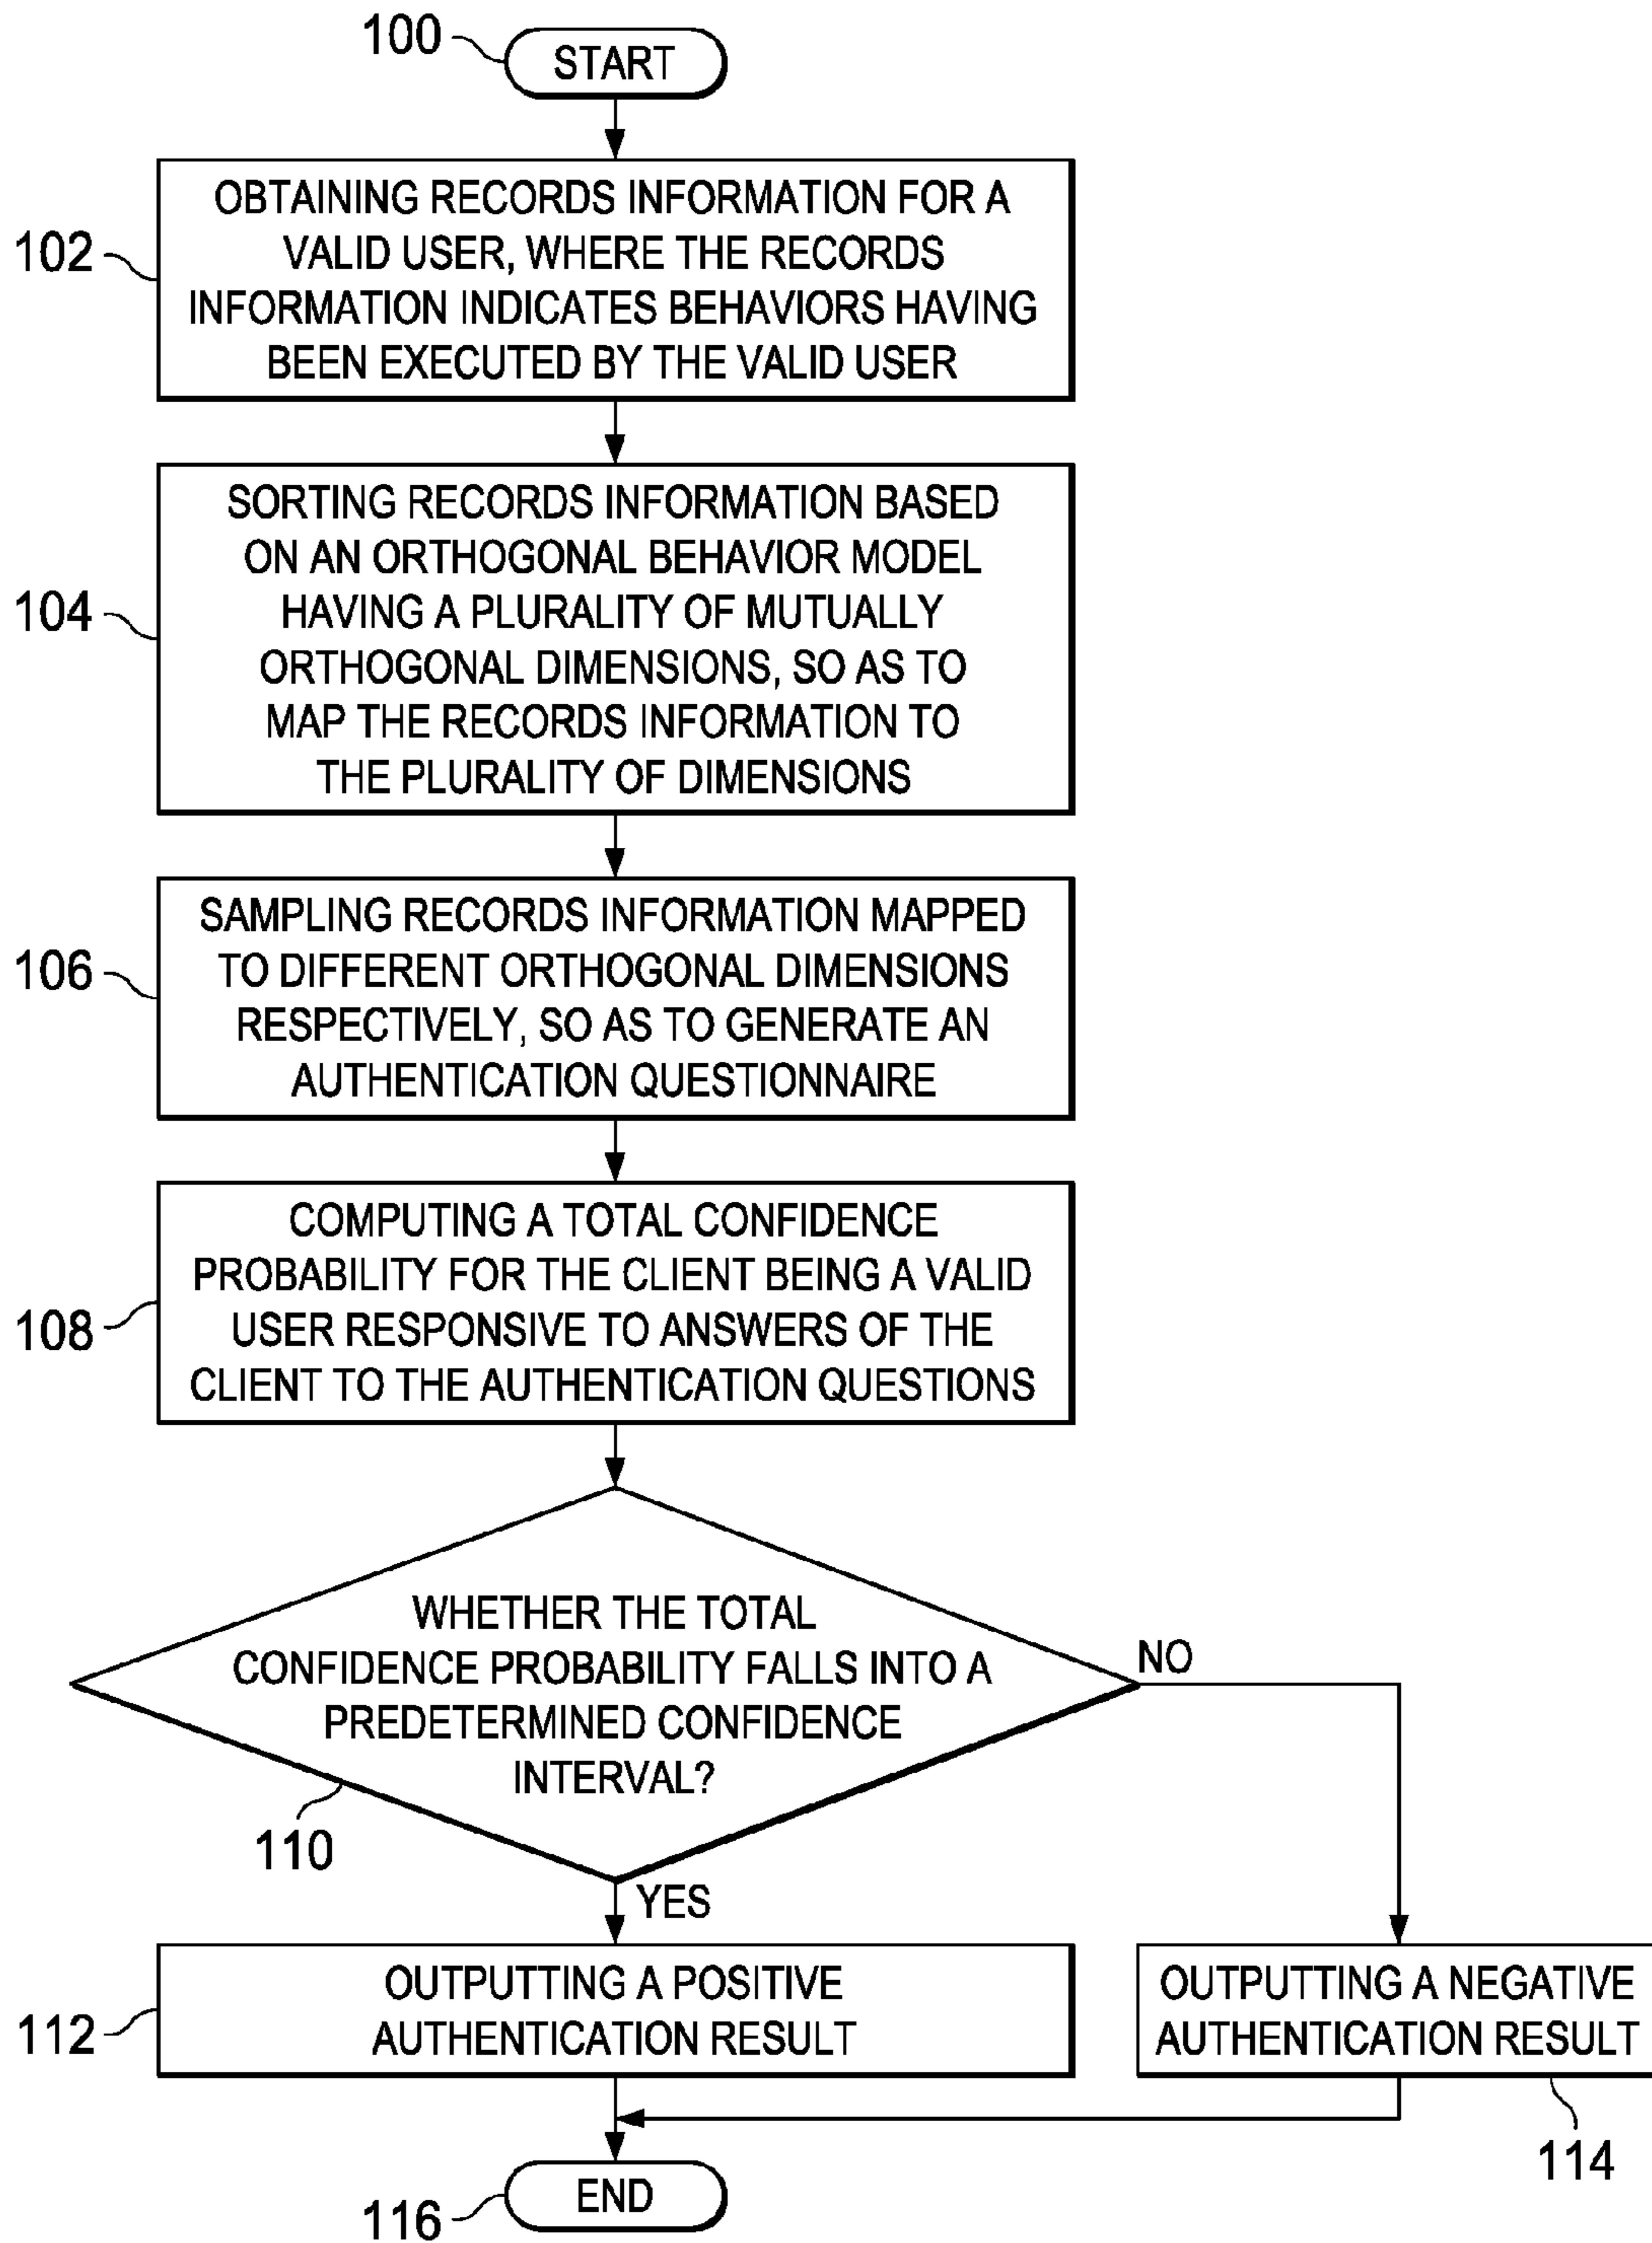 100
START
102
OBTAINING RECORDS INFORMATION FOR A
VALID USER, WHERE THE RECORDS
INFORMATION INDICATES BEHAVIORS HAVING
BEEN EXECUTED BY THE VALID USER
104
SORTING RECORDS INFORMATION BASED
ON AN ORTHOGONAL BEHAVIOR MODEL
HAVING A PLURALITY OF MUTUALLY
ORTHOGONAL DIMENSIONS, SO AS TO
MAP THE RECORDS INFORMATION TO
THE PLURALITY OF DIMENSIONS
106
SAMPLING RECORDS INFORMATION MAPPED
TO DIFFERENT ORTHOGONAL DIMENSIONS
RESPECTIVELY, SO AS TO GENERATE AN
AUTHENTICATION QUESTIONNAIRE
108
COMPUTING A TOTAL CONFIDENCE
PROBABILITY FOR THE CLIENT BEING A VALID
USER RESPONSIVE TO ANSWERS OF THE
CLIENT TO THE AUTHENTICATION QUESTIONS
WHETHER THE TOTAL
CONFIDENCE PROBABILITY FALLS INTO A
PREDETERMINED CONFIDENCE
INTERVAL?
110
NO
YES
112
OUTPUTTING A POSITIVE
AUTHENTICATION RESULT
OUTPUTTING A NEGATIVE
AUTHENTICATION RESULT
114
116
END